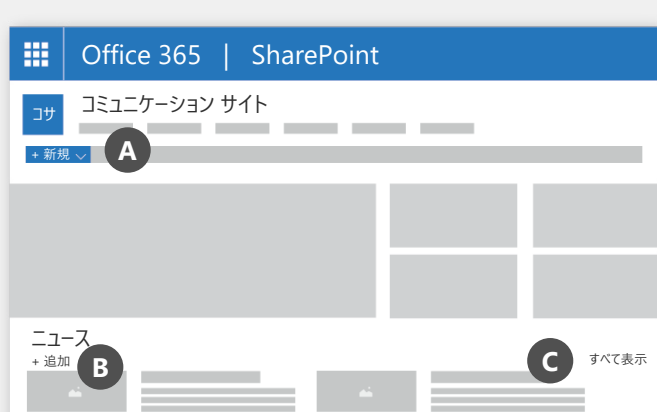 Office 365 | SharePoint
コサ
コミュニケーション サイト
+ 新規
A
ニュース
+ 追加
B
C
すべて表示